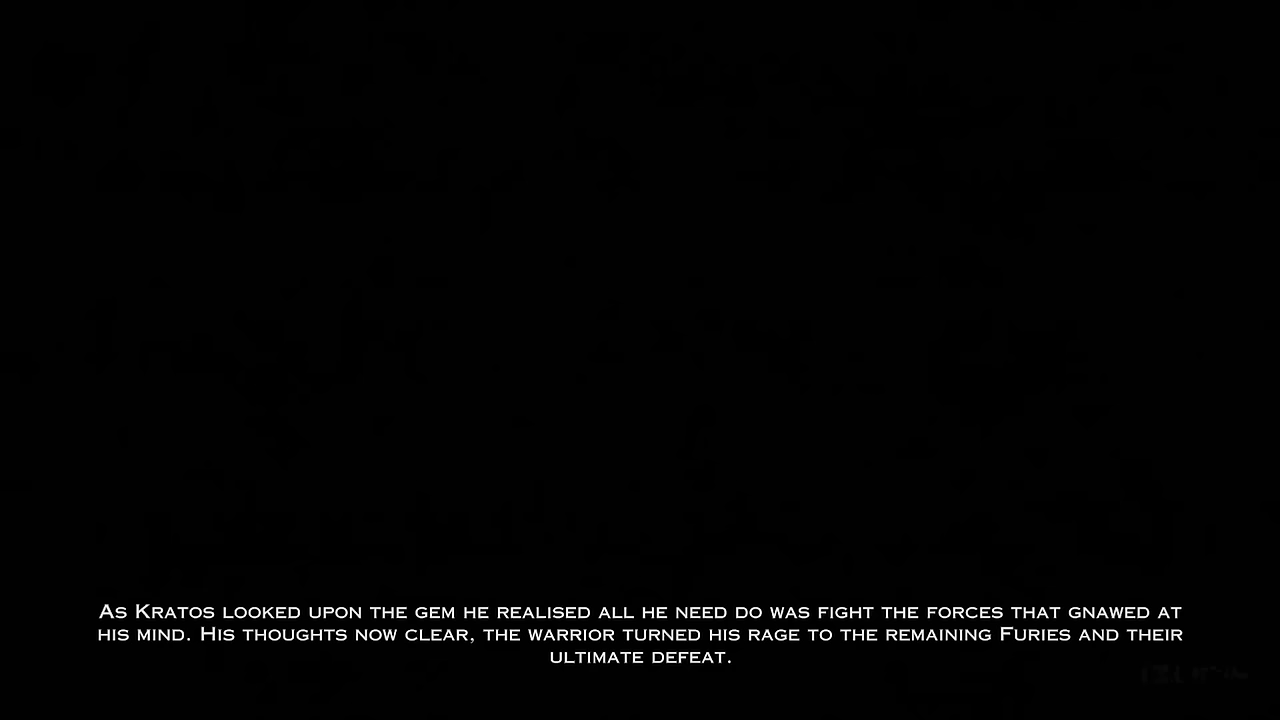 As Kratos looked upon the gem he realised all he need do was fight the forces that gnawed at
his mind. His thoughts now clear, the warrior turned his rage to the remaining Furies and their
ultimate defeat.